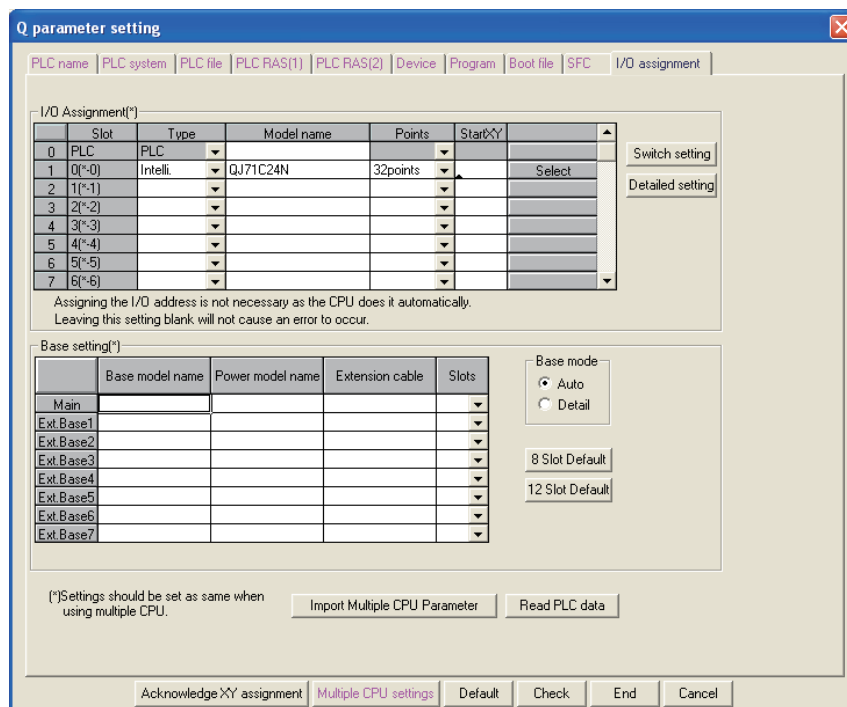 Q parameter setting
PLC name PLC system PLC file PLC RAS(1) PLC RAS(2) Device Program Boot file SFC I/O assignment
I/O Assignment(*)
Slot Type Model name Points StartXY
0 PLC PLC
1 0(*-0) Intelli. QJ71C24N 32points Select
2 1(*-1)
3 2(*-2)
4 3(*-3)
5 4(*-4)
6 5(*-5)
7 6(*-6)
Switch setting
Detailed setting
Assigning the I/O address is not necessary as the CPU does it automatically.
Leaving this setting blank will not cause an error to occur.
Base setting(*)
Base model name Power model name Extension cable Slots
Main
Ext.Base1
Ext.Base2
Ext.Base3
Ext.Base4
Ext.Base5
Ext.Base6
Ext.Base7
Base mode
Auto
Detail
8 Slot Default
12 Slot Default
(*)Settings should be set as same when
using multiple CPU.
Import Multiple CPU Parameter Read PLC data
Acknowledge XY assignment Multiple CPU settings Default Check End Cancel